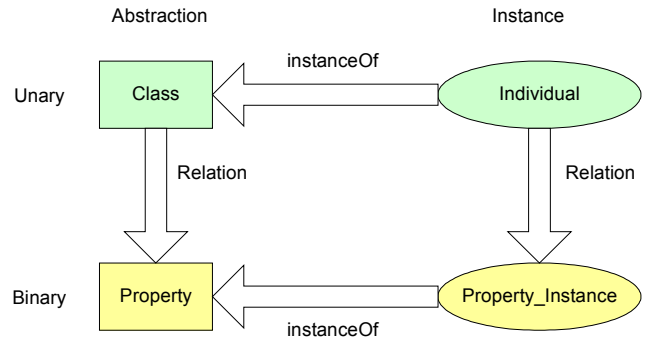 Abstraction Instance
instanceOf
Unary Class Individual
Relation Relation
Binary Property Property_Instance
instanceOf